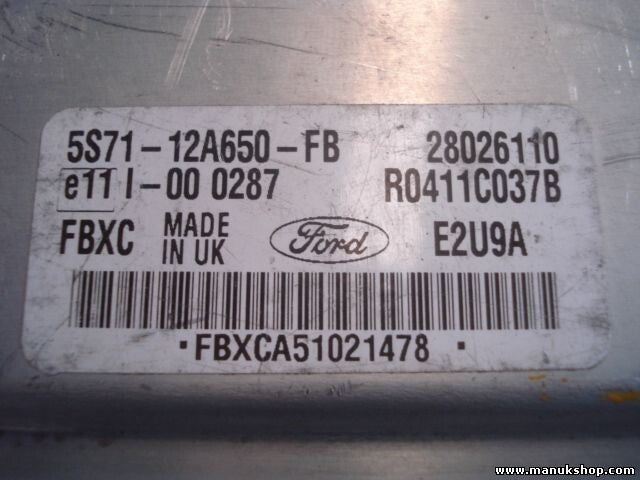 5S71-12A650-FB 28026110
e11 I-00 0287 R0411C037B
FBXC MADE IN UK Ford E2U9A
·FBXCA51021478 ·
www.manukshop.com